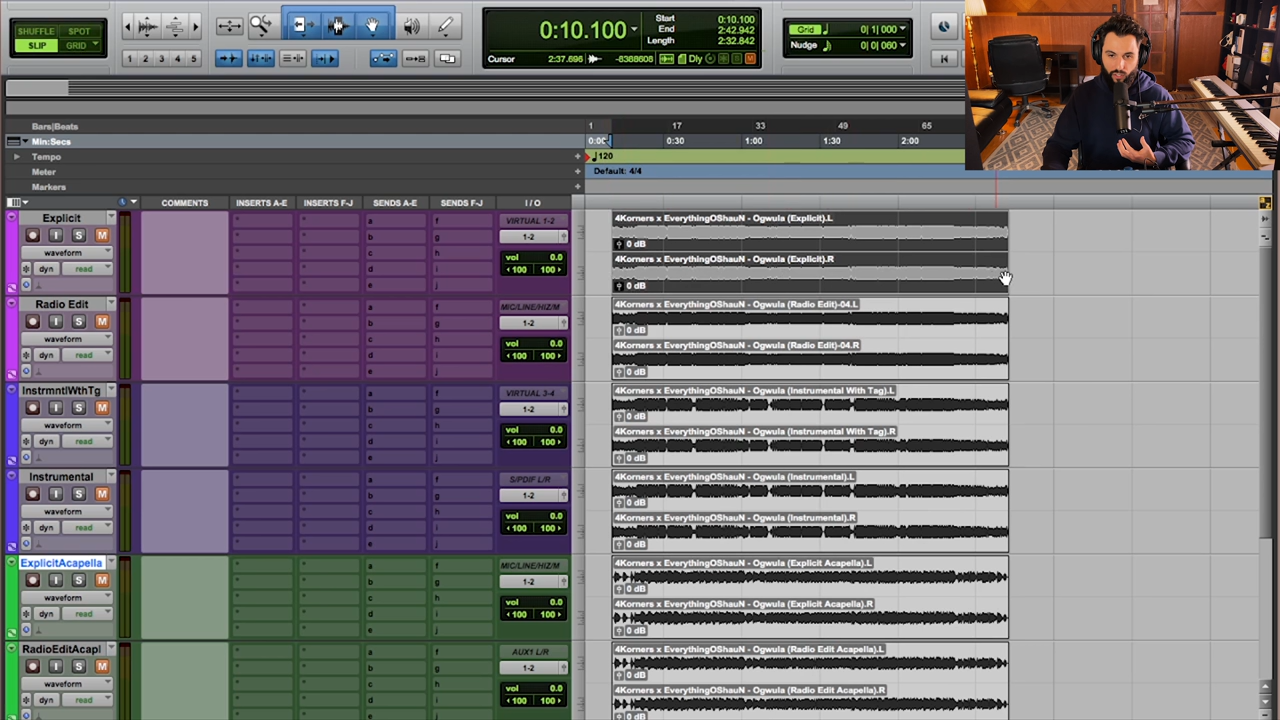 SHUFFLE SPOT
SLIP GRID
1 2 3 4 5
0:10.100
Start 0:10.100
End 2:42.942
Length 2:32.842
Cursor 2:37.696 -8388608 Dly
Grid 0| 1| 000
Nudge 0| 0| 060
Bars|Beats 1 17 33 49 65
Min:Secs 0:00 0:30 1:00 1:30 2:00
Tempo 120
Meter Default: 4/4
Markers
COMMENTS INSERTS A-E INSERTS F-J SENDS A-E SENDS F-J I / O
Explicit
I S M
waveform
dyn read
a f
b g
c h
d i
e j
VIRTUAL 1-2
1-2
vol 0.0
100 100
4Korners x EverythingOShauN - Ogwula (Explicit).L
0 dB
4Korners x EverythingOShauN - Ogwula (Explicit).R
0 dB
Radio Edit
I S M
waveform
dyn read
a f
b g
c h
d i
e j
MIC/LINE/HIZ/M
1-2
vol 0.0
100 100
4Korners x EverythingOShauN - Ogwula (Radio Edit)-04.L
0 dB
4Korners x EverythingOShauN - Ogwula (Radio Edit)-04.R
0 dB
InstrmntlWthTg
I S M
waveform
dyn read
a f
b g
c h
d i
e j
VIRTUAL 3-4
1-2
vol 0.0
100 100
4Korners x EverythingOShauN - Ogwula (Instrumental With Tag).L
0 dB
4Korners x EverythingOShauN - Ogwula (Instrumental With Tag).R
0 dB
Instrumental
I S M
waveform
dyn read
a f
b g
c h
d i
e j
S/PDIF L/R
1-2
vol 0.0
100 100
4Korners x EverythingOShauN - Ogwula (Instrumental).L
0 dB
4Korners x EverythingOShauN - Ogwula (Instrumental).R
0 dB
ExplicitAcapella
I S M
waveform
dyn read
a f
b g
c h
d i
e j
MIC/LINE/HIZ/M
1-2
vol 0.0
100 100
4Korners x EverythingOShauN - Ogwula (Explicit Acapella).L
0 dB
4Korners x EverythingOShauN - Ogwula (Explicit Acapella).R
0 dB
RadioEditAcapl
I S M
waveform
dyn read
a f
b g
c h
d i
e j
AUX1 L/R
1-2
vol 0.0
100 100
4Korners x EverythingOShauN - Ogwula (Radio Edit Acapella).L
0 dB
4Korners x EverythingOShauN - Ogwula (Radio Edit Acapella).R
0 dB